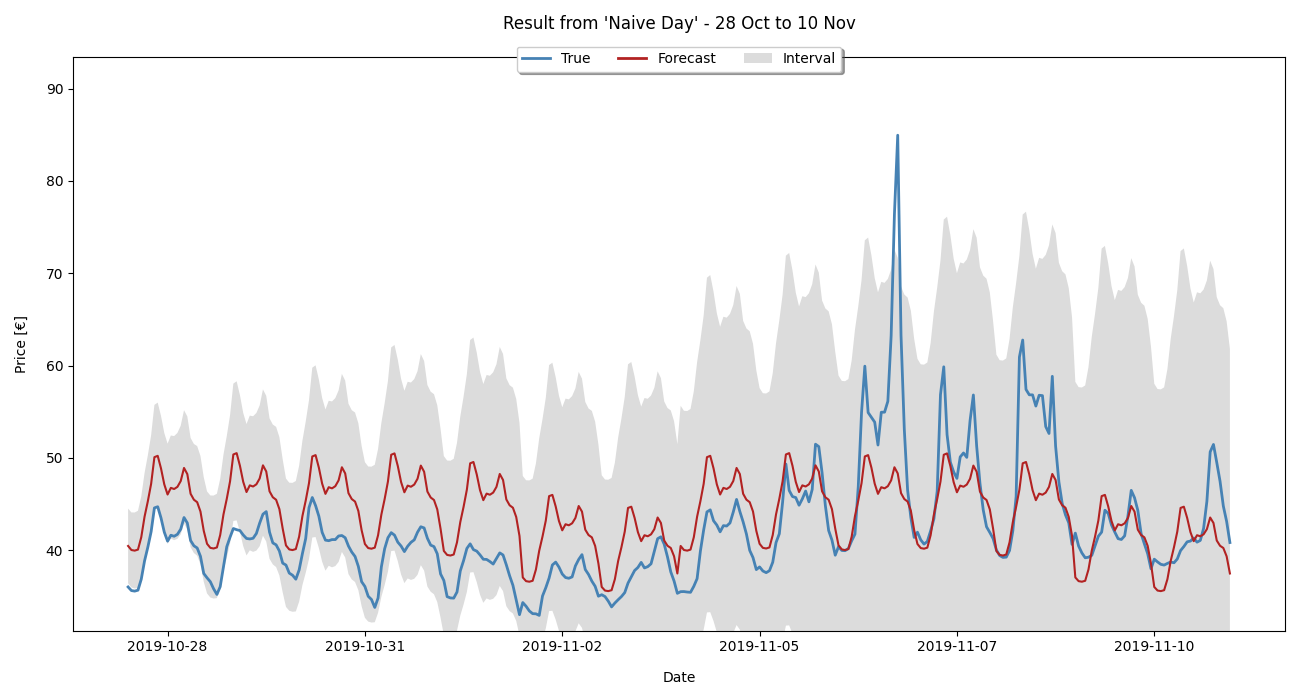 Result from 'Naive Day' - 28 Oct to 10 Nov
True Forecast Interval
90
80
70
60
50
40
Price [€]
2019-10-28 2019-10-31 2019-11-02 2019-11-05 2019-11-07 2019-11-10
Date